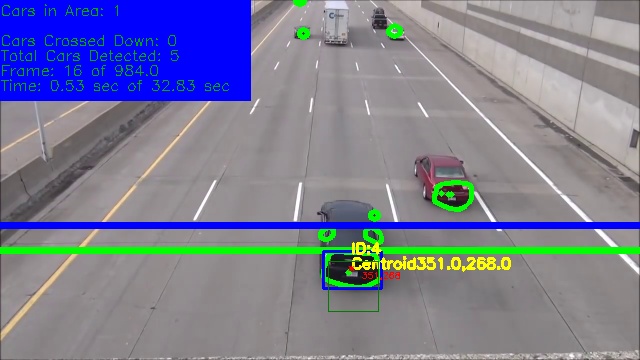 Cars in Area: 1
Cars Crossed Down: 0
Total Cars Detected: 5
Frame: 16 of 984.0
Time: 0.53 sec of 32.83 sec
ID:4
Centroid351.0,268.0